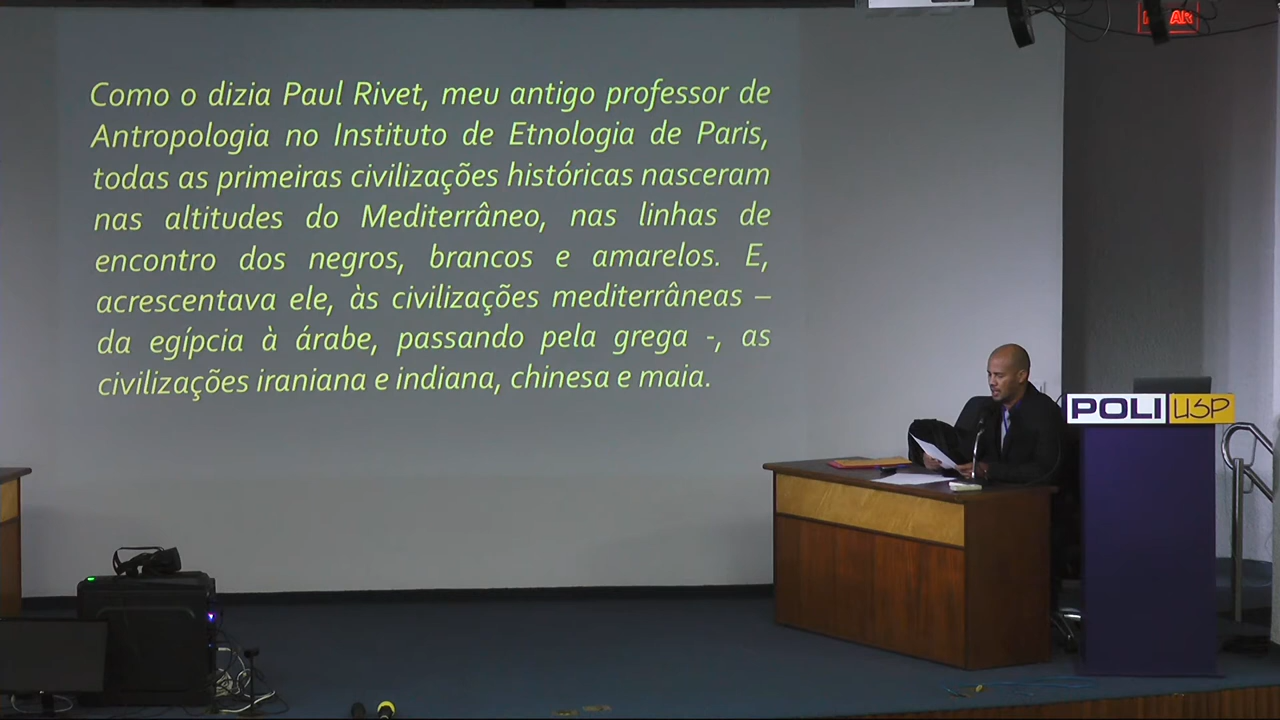 Como o dizia Paul Rivet, meu antigo professor de
Antropologia no Instituto de Etnologia de Paris,
todas as primeiras civilizações históricas nasceram
nas altitudes do Mediterrâneo, nas linhas de
encontro dos negros, brancos e amarelos. E,
acrescentava ele, às civilizações mediterrâneas –
da egípcia à árabe, passando pela grega -, as
civilizações iraniana e indiana, chinesa e maia.
POLI USP